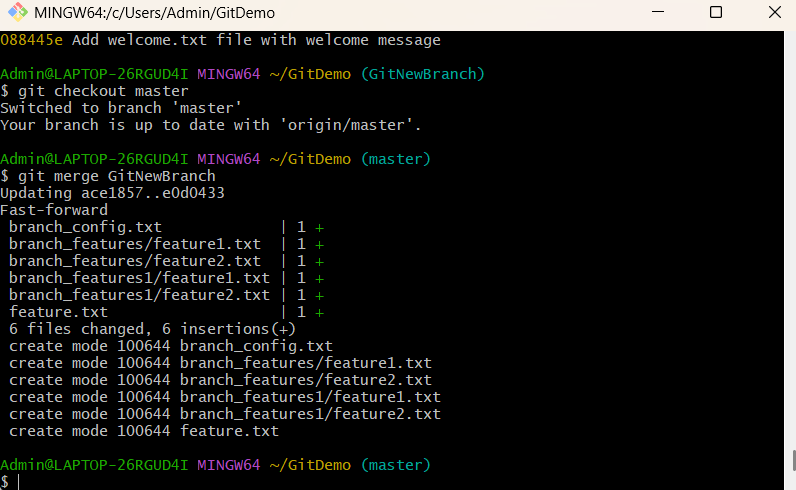 MINGW64:/c/Users/Admin/GitDemo
088445e Add welcome.txt file with welcome message
Admin@LAPTOP-26RGUD4I MINGW64 ~/GitDemo (GitNewBranch)
$ git checkout master
Switched to branch 'master'
Your branch is up to date with 'origin/master'.
Admin@LAPTOP-26RGUD4I MINGW64 ~/GitDemo (master)
$ git merge GitNewBranch
Updating ace1857..e0d0433
Fast-forward
 branch_config.txt             | 1 +
 branch_features/feature1.txt  | 1 +
 branch_features/feature2.txt  | 1 +
 branch_features1/feature1.txt | 1 +
 branch_features1/feature2.txt | 1 +
 feature.txt                   | 1 +
 6 files changed, 6 insertions(+)
 create mode 100644 branch_config.txt
 create mode 100644 branch_features/feature1.txt
 create mode 100644 branch_features/feature2.txt
 create mode 100644 branch_features1/feature1.txt
 create mode 100644 branch_features1/feature2.txt
 create mode 100644 feature.txt
Admin@LAPTOP-26RGUD4I MINGW64 ~/GitDemo (master)
$